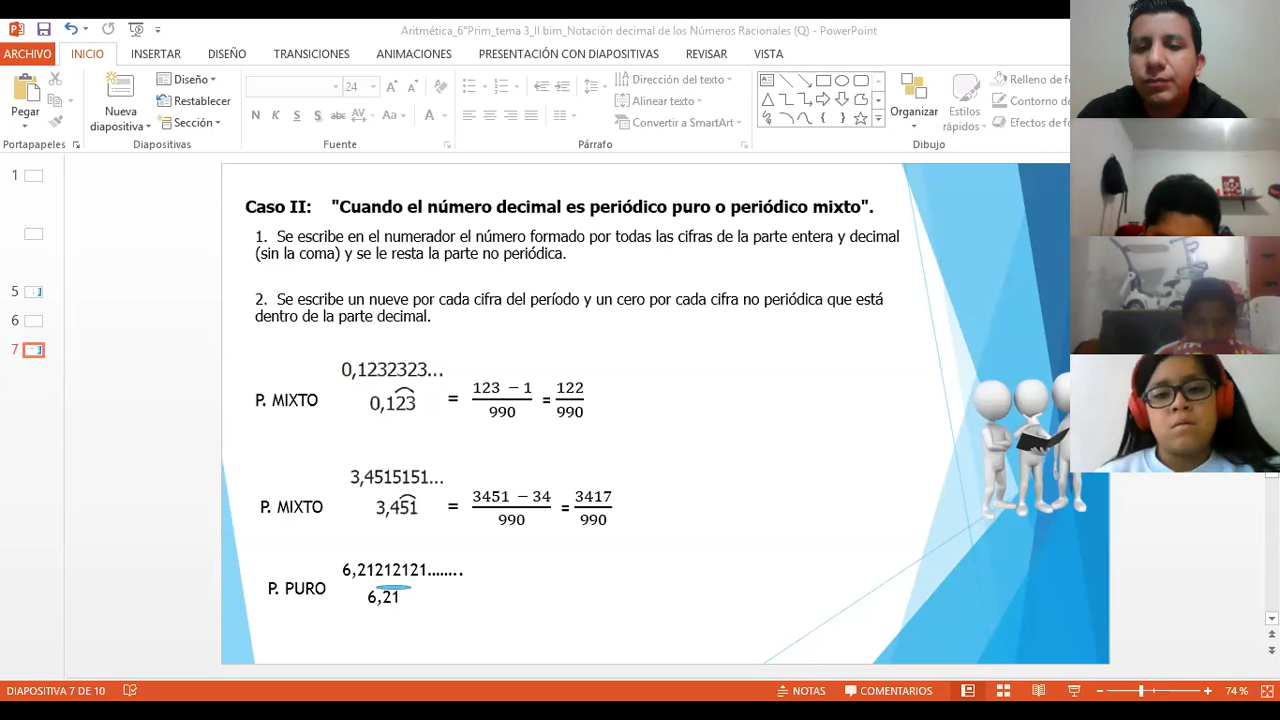 Aritmética_6°Prim_tema 3_II bim_Notación decimal de los Números Racionales (Q) - PowerPoint
ARCHIVO INICIO INSERTAR DISEÑO TRANSICIONES ANIMACIONES PRESENTACIÓN CON DIAPOSITIVAS REVISAR VISTA
Pegar
Nueva diapositiva
Diseño
Restablecer
Sección
24
N K S S abc AV Aa A
Dirección del texto
Alinear texto
Convertir a SmartArt
Organizar
Estilos rápidos
Relleno de
Contorno de
Efectos de
Portapapeles Diapositivas Fuente Párrafo Dibujo
1
5
6
7
Caso II: "Cuando el número decimal es periódico puro o periódico mixto".
1. Se escribe en el numerador el número formado por todas las cifras de la parte entera y decimal
(sin la coma) y se le resta la parte no periódica.
2. Se escribe un nueve por cada cifra del período y un cero por cada cifra no periódica que está
dentro de la parte decimal.
0,1232323...
P. MIXTO 0,123 = 123 − 1 / 990 = 122 / 990
3,4515151...
P. MIXTO 3,451 = 3451 − 34 / 990 = 3417 / 990
6,21212121........
P. PURO 6,21
DIAPOSITIVA 7 DE 10 NOTAS COMENTARIOS 74 %